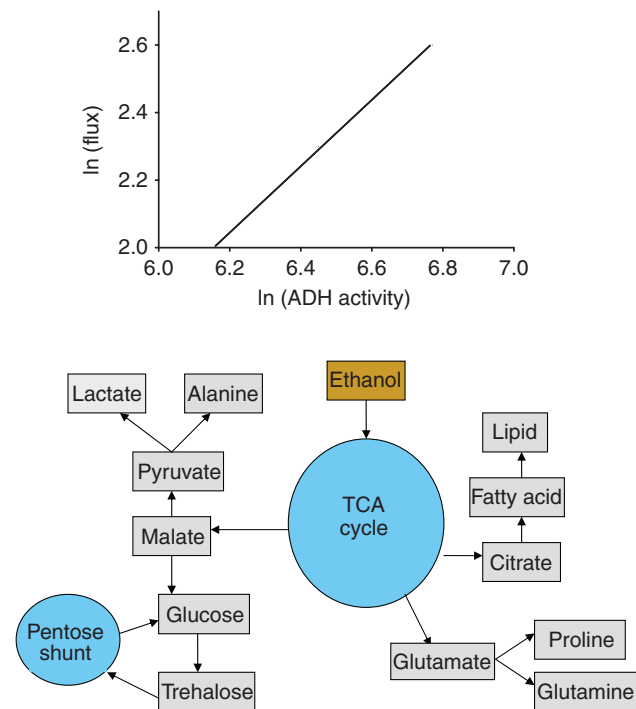 2.6
2.4
2.2
2.0
ln (flux)
6.0 6.2 6.4 6.6 6.8 7.0
ln (ADH activity)
Lactate
Alanine
Ethanol
Lipid
Pyruvate
TCA
cycle
Fatty acid
Malate
Citrate
Glucose
Pentose
shunt
Trehalose
Glutamate
Proline
Glutamine